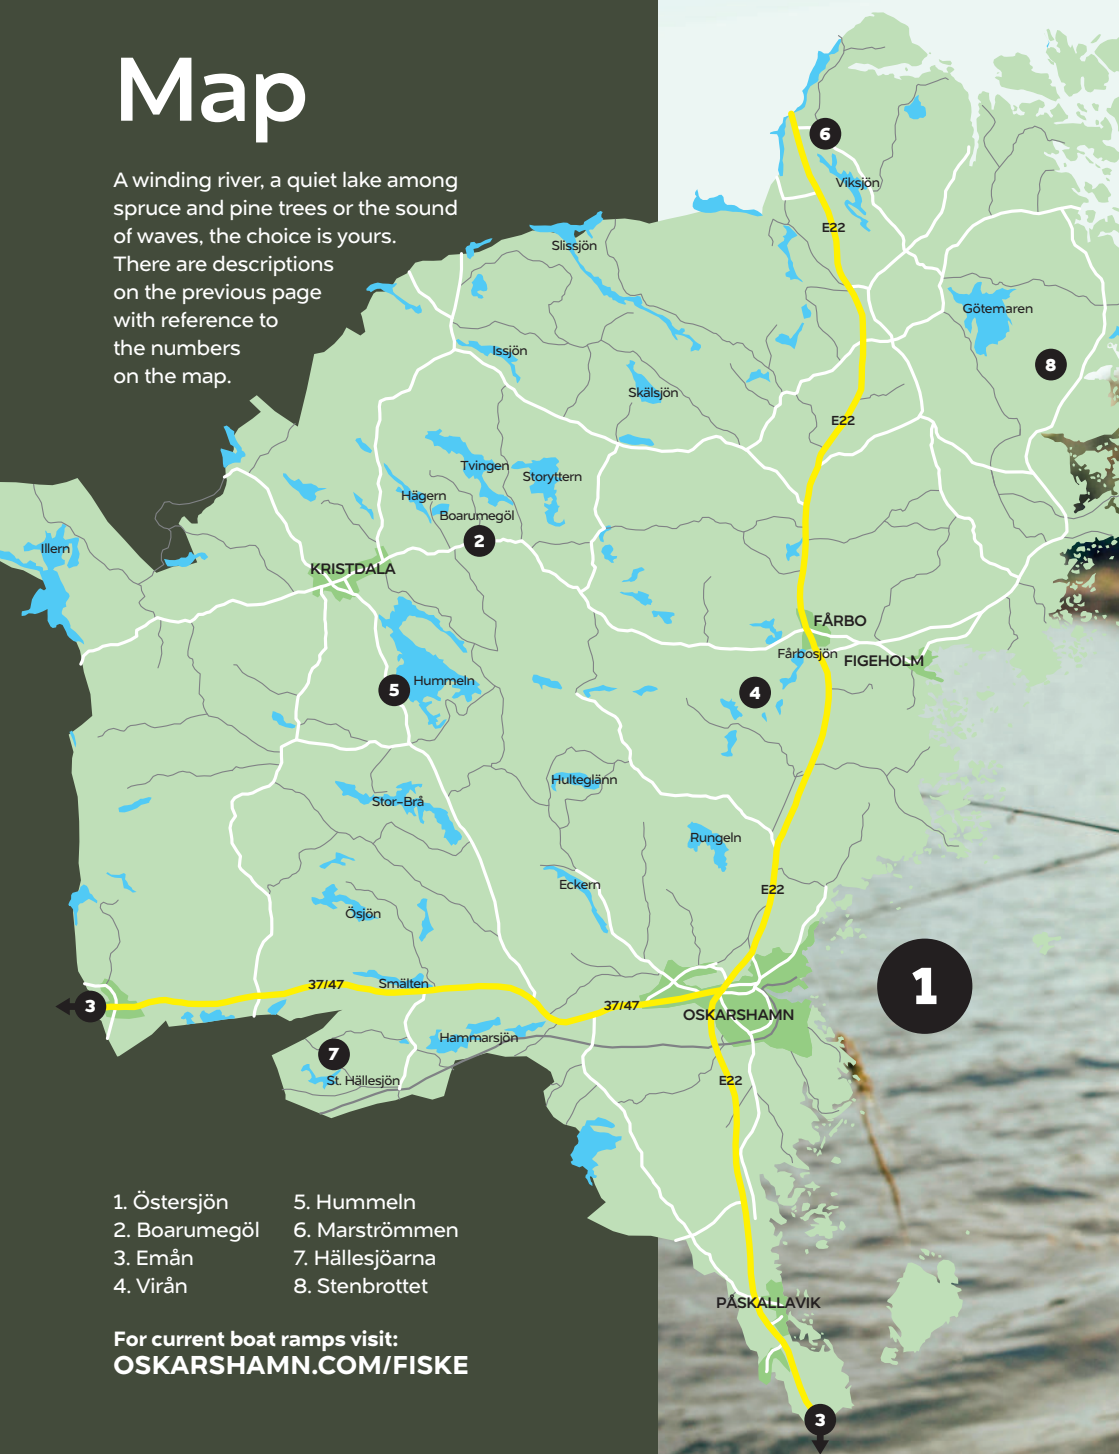 Map
A winding river, a quiet lake among
spruce and pine trees or the sound
of waves, the choice is yours.
There are descriptions
on the previous page
with reference to
the numbers
on the map.
6
Viksjön
E22
Slissjön
Götemaren
Issjön
8
Skälsjön
E22
Tvingen
Storyttern
Hägern
Boarumegöl
2
Illern
KRISTDALA
FÅRBO
Fårbosjön
FIGEHOLM
Hummeln
5
4
Hulteglänn
Stor-Brå
Rungeln
Eckern
E22
Ösjön
37/47
Smälten
1
3
37/47
OSKARSHAMN
Hammarsjön
7
St. Hällesjön
E22
1. Östersjön
2. Boarumegöl
3. Emån
4. Virån
5. Hummeln
6. Marströmmen
7. Hällesjöarna
8. Stenbrottet
PÅSKALLAVIK
For current boat ramps visit:
OSKARSHAMN.COM/FISKE
3